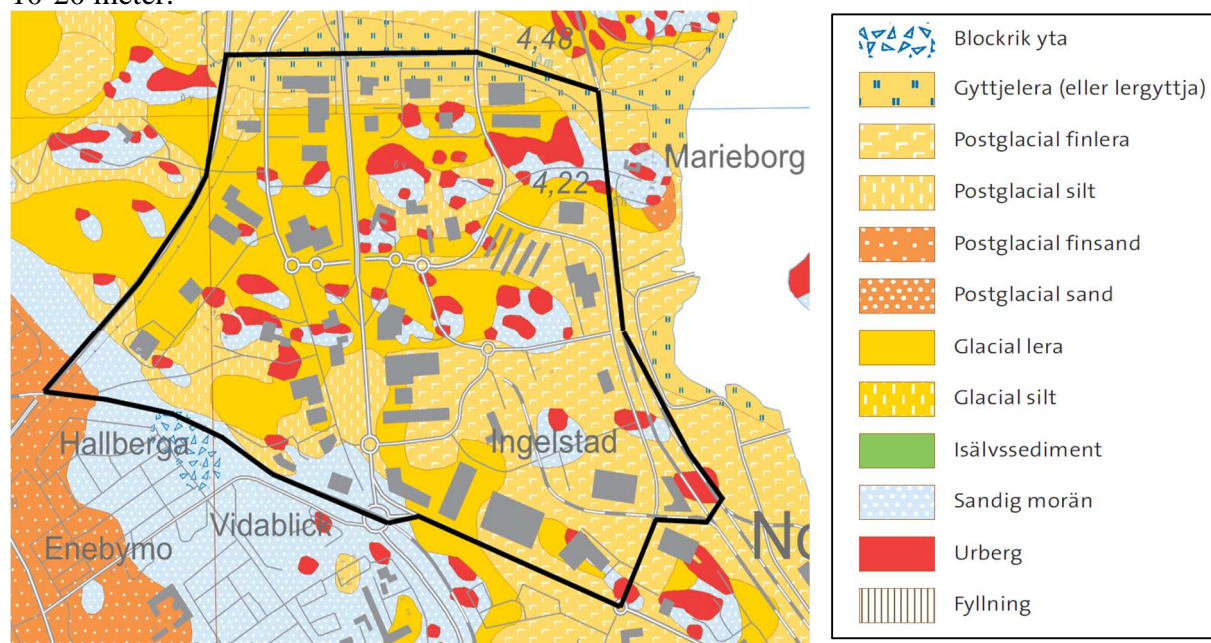 10-20 meter.
4,48
Marieborg
4,22
Hallberga
Ingelstad
Vidablick
Enebymo
No
Blockrik yta
Gyttjelera (eller lergyttja)
Postglacial finlera
Postglacial silt
Postglacial finsand
Postglacial sand
Glacial lera
Glacial silt
Isälvssediment
Sandig morän
Urberg
Fyllning